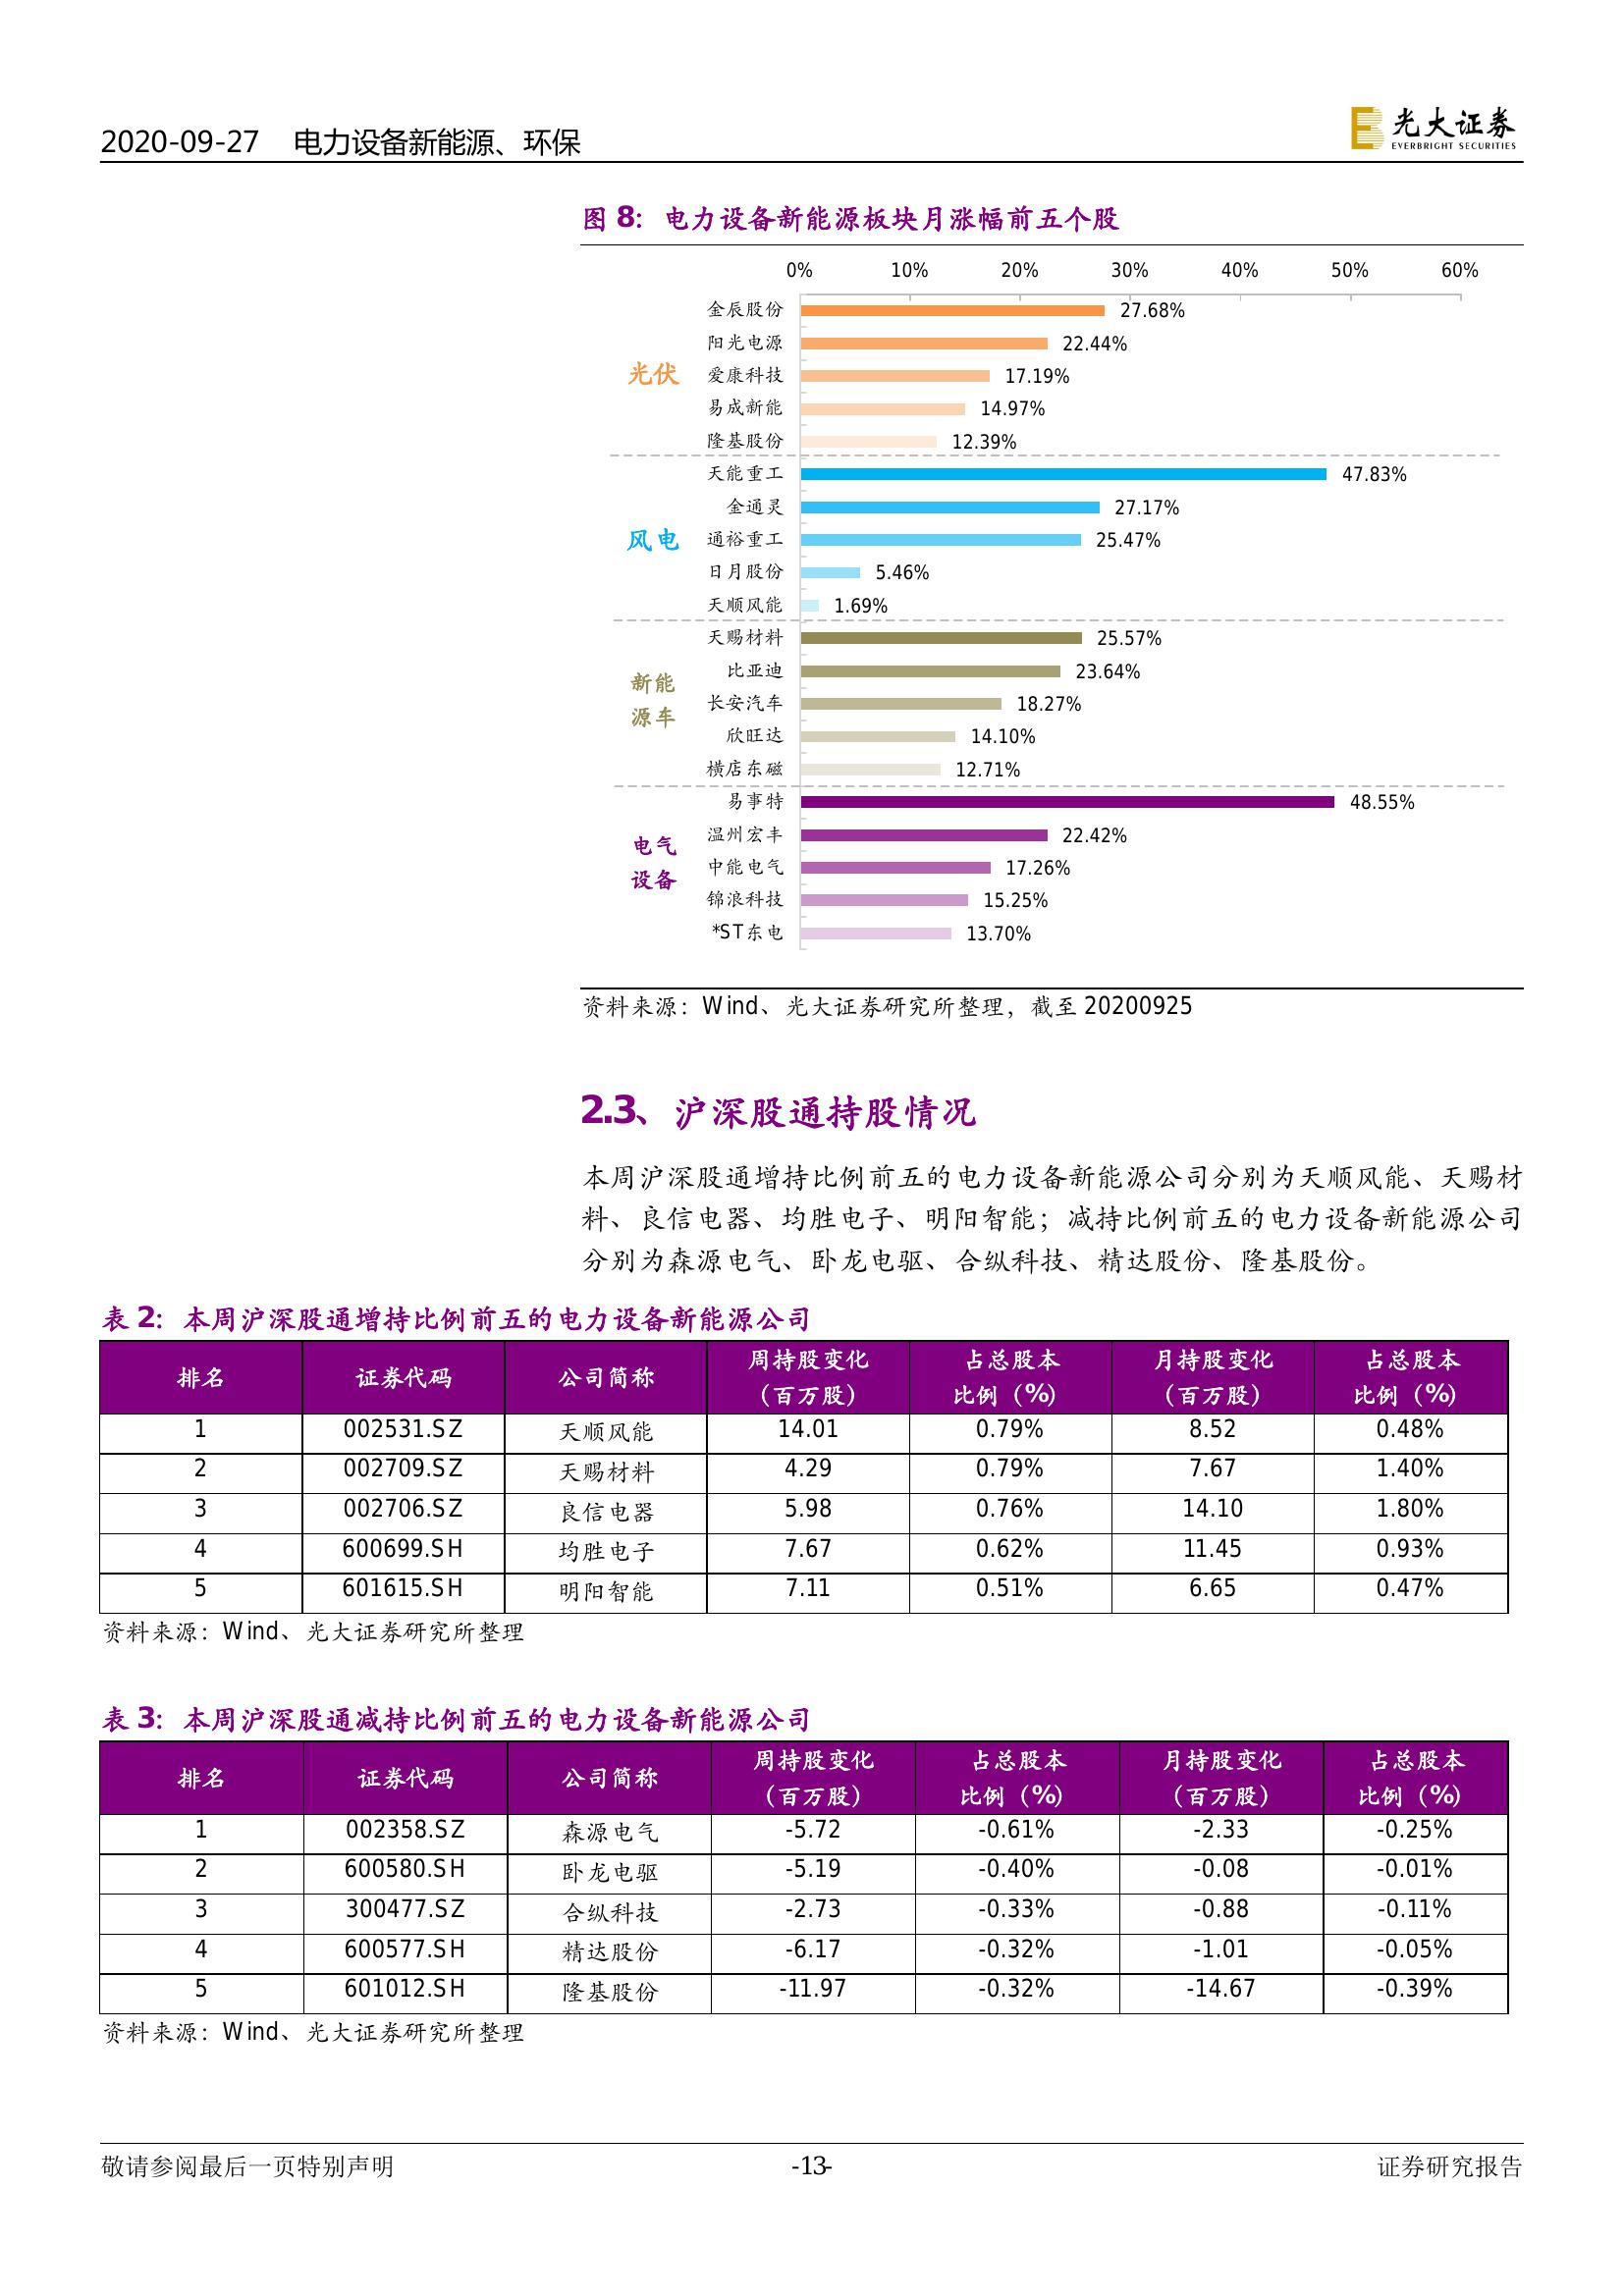 2020-09-27 电力设备新能源、环保
光大证券
EVERBRIGHT SECURITIES
图 8：电力设备新能源板块月涨幅前五个股
0% 10% 20% 30% 40% 50% 60%
光伏
金辰股份 27.68%
阳光电源 22.44%
爱康科技 17.19%
易成新能 14.97%
隆基股份 12.39%
风电
天能重工 47.83%
金通灵 27.17%
通裕重工 25.47%
日月股份 5.46%
天顺风能 1.69%
新能
源车
天赐材料 25.57%
比亚迪 23.64%
长安汽车 18.27%
欣旺达 14.10%
横店东磁 12.71%
电气
设备
易事特 48.55%
温州宏丰 22.42%
中能电气 17.26%
锦浪科技 15.25%
*ST东电 13.70%
资料来源：Wind、光大证券研究所整理，截至 20200925
2.3、沪深股通持股情况
本周沪深股通增持比例前五的电力设备新能源公司分别为天顺风能、天赐材
料、良信电器、均胜电子、明阳智能；减持比例前五的电力设备新能源公司
分别为森源电气、卧龙电驱、合纵科技、精达股份、隆基股份。
表 2：本周沪深股通增持比例前五的电力设备新能源公司
排名 证券代码 公司简称 周持股变化（百万股） 占总股本比例（%） 月持股变化（百万股） 占总股本比例（%）
1 002531.SZ 天顺风能 14.01 0.79% 8.52 0.48%
2 002709.SZ 天赐材料 4.29 0.79% 7.67 1.40%
3 002706.SZ 良信电器 5.98 0.76% 14.10 1.80%
4 600699.SH 均胜电子 7.67 0.62% 11.45 0.93%
5 601615.SH 明阳智能 7.11 0.51% 6.65 0.47%
资料来源：Wind、光大证券研究所整理
表 3：本周沪深股通减持比例前五的电力设备新能源公司
排名 证券代码 公司简称 周持股变化（百万股） 占总股本比例（%） 月持股变化（百万股） 占总股本比例（%）
1 002358.SZ 森源电气 -5.72 -0.61% -2.33 -0.25%
2 600580.SH 卧龙电驱 -5.19 -0.40% -0.08 -0.01%
3 300477.SZ 合纵科技 -2.73 -0.33% -0.88 -0.11%
4 600577.SH 精达股份 -6.17 -0.32% -1.01 -0.05%
5 601012.SH 隆基股份 -11.97 -0.32% -14.67 -0.39%
资料来源：Wind、光大证券研究所整理
敬请参阅最后一页特别声明 -13- 证券研究报告